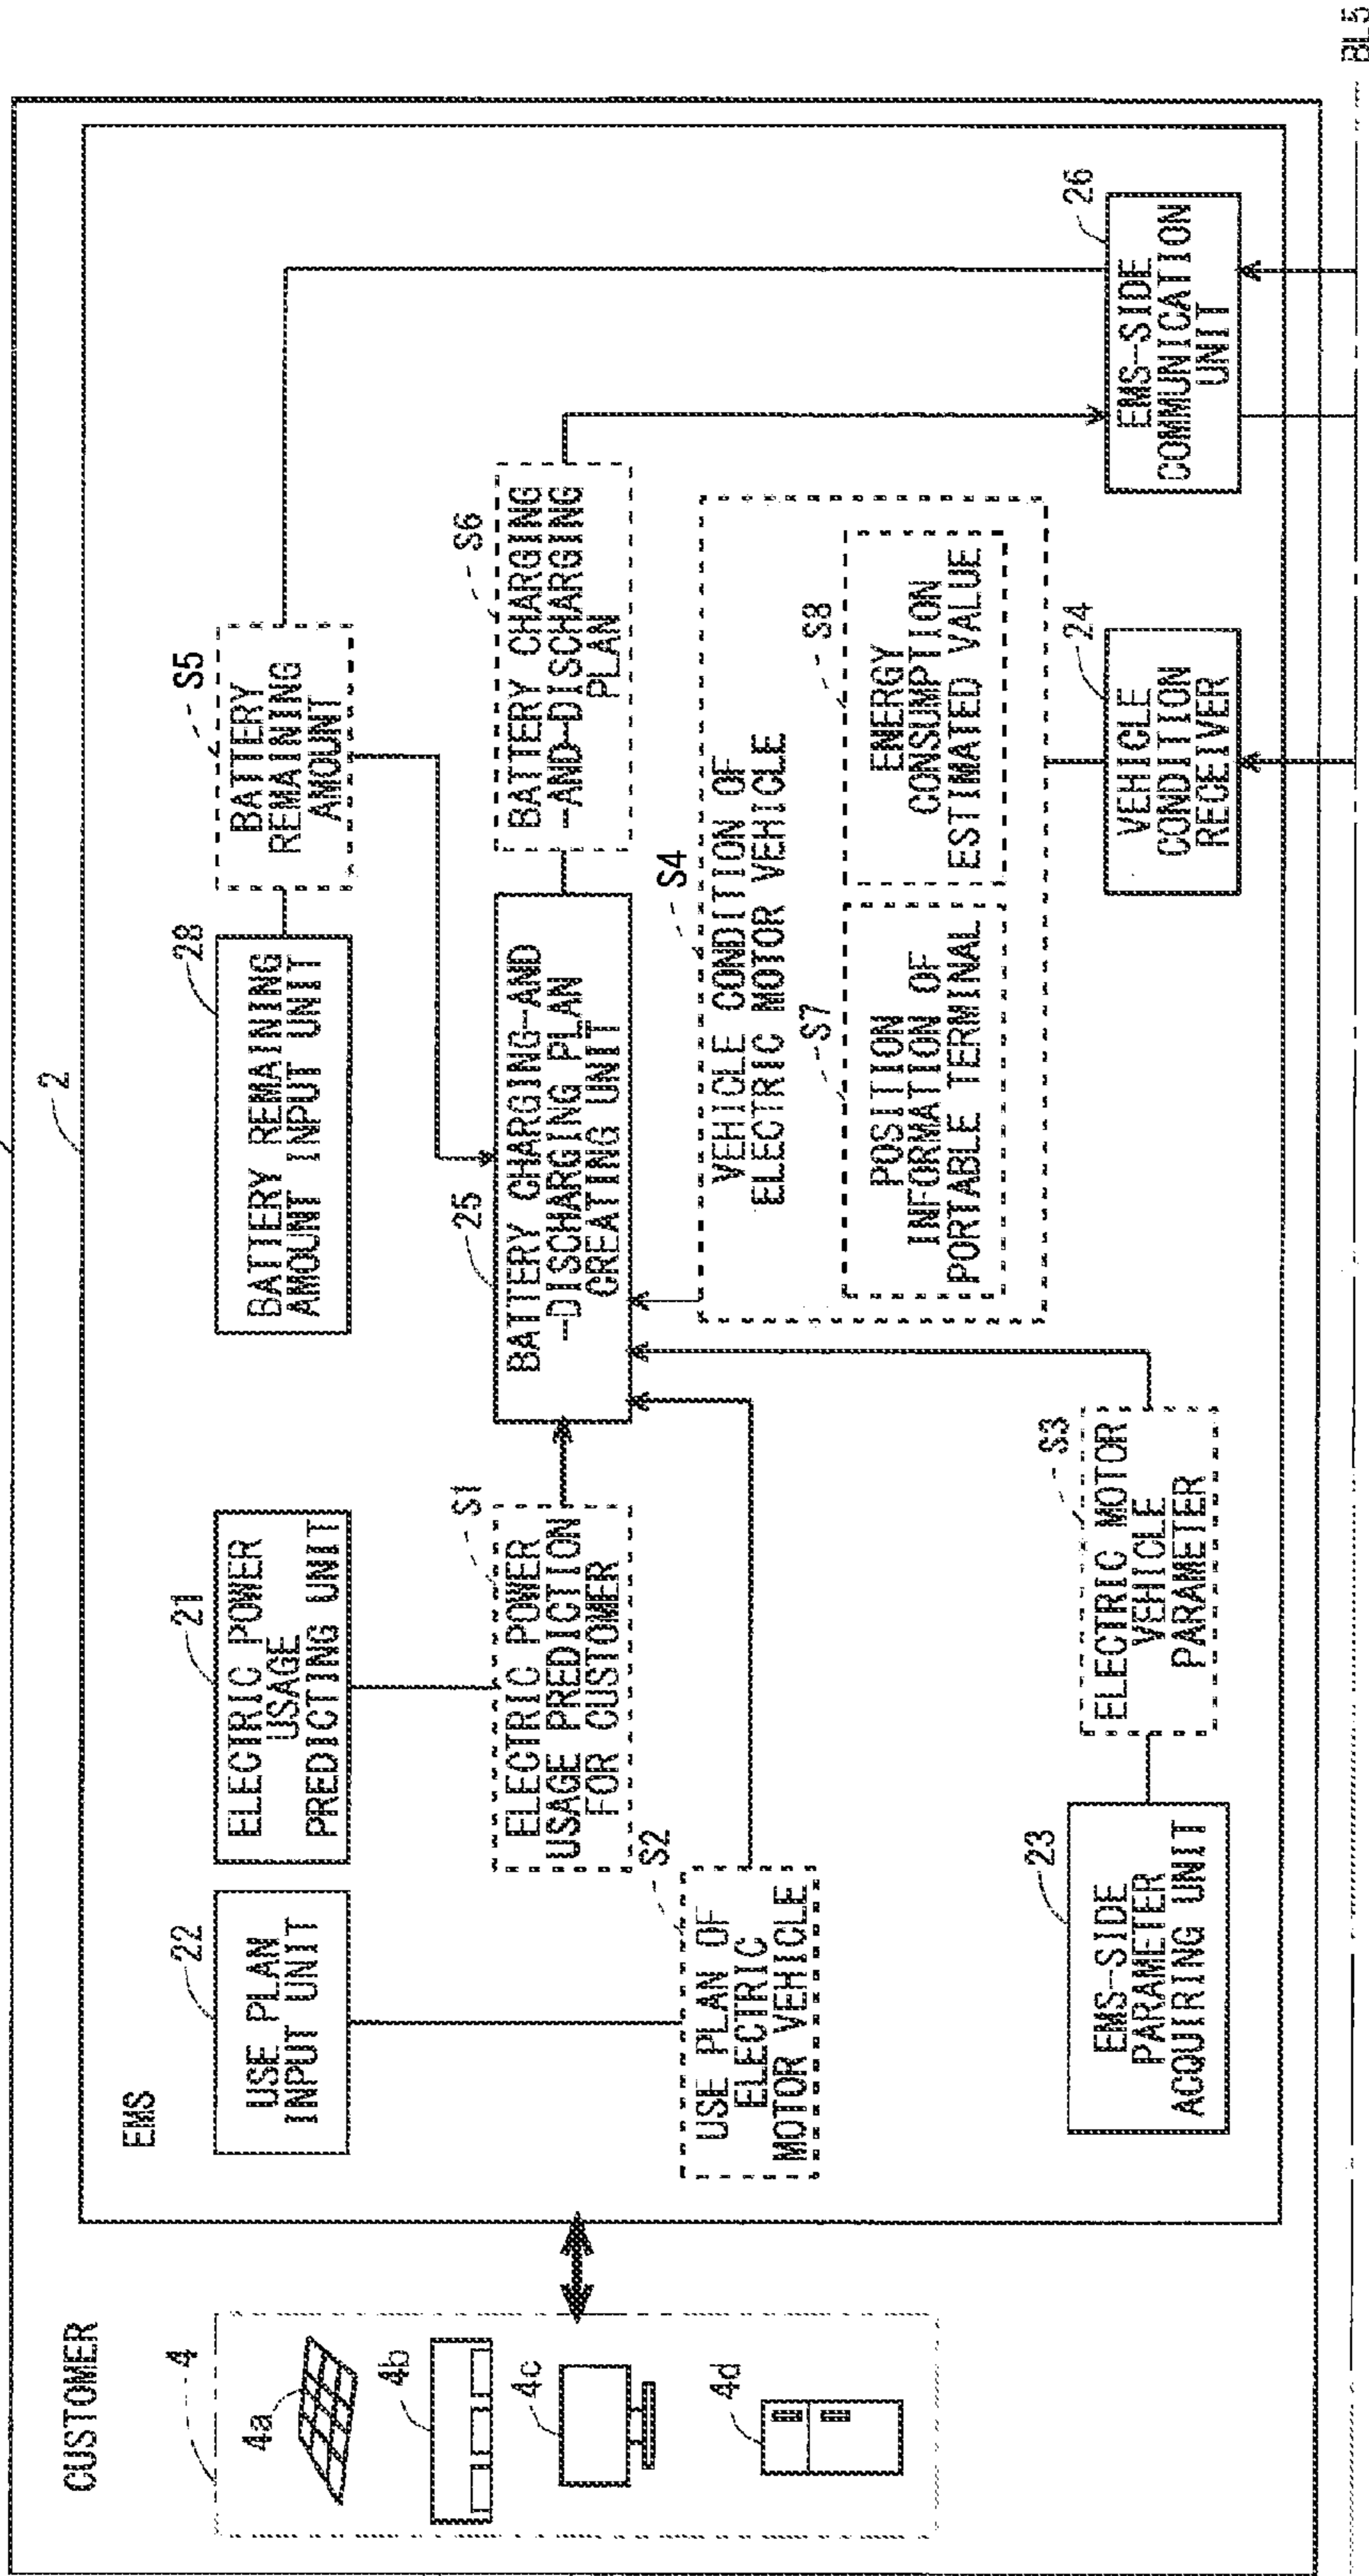 CUSTOMER
EMS
2
4
4a
4b
4c
4d
22
USE PLAN
INPUT UNIT
21
ELECTRIC POWER
USAGE
PREDICTING UNIT
28
BATTERY REMAINING
AMOUNT INPUT UNIT
S5
BATTERY
REMAINING
AMOUNT
S1
ELECTRIC POWER
USAGE PREDICTION
FOR CUSTOMER
25
BATTERY CHARGING-AND
-DISCHARGING PLAN
CREATING UNIT
S6
BATTERY CHARGING
-AND-DISCHARGING
PLAN
S2
USE PLAN OF
ELECTRIC
MOTOR VEHICLE
S4
VEHICLE CONDITION OF
ELECTRIC MOTOR VEHICLE
S7
POSITION
INFORMATION OF
PORTABLE TERMINAL
S8
ENERGY
CONSUMPTION
ESTIMATED VALUE
23
EMS-SIDE
PARAMETER
ACQUIRING UNIT
S3
ELECTRIC MOTOR
VEHICLE
PARAMETER
24
VEHICLE
CONDITION
RECEIVER
26
EMS-SIDE
COMMUNICATION
UNIT
BL5